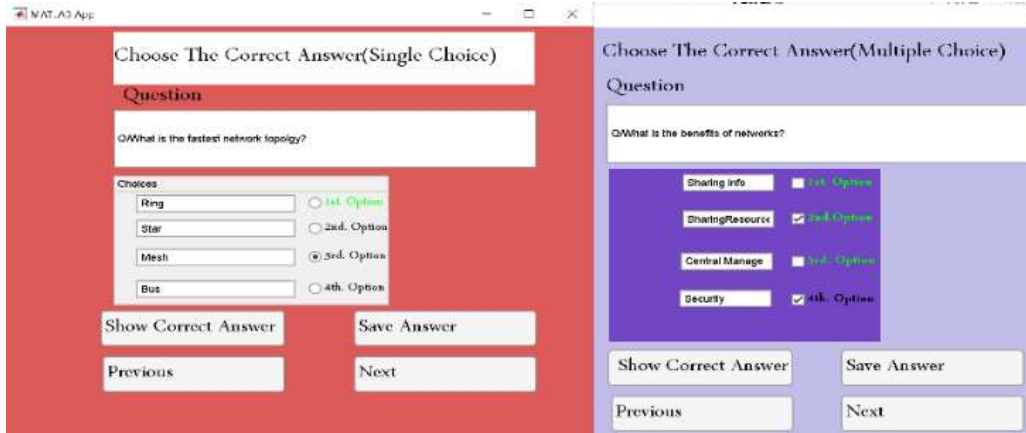 MATLAB App
Choose The Correct Answer(Single Choice)
Question
Q/What is the fastest network topolgy?
Choices
Ring
1st. Option
Star
2nd. Option
Mesh
3rd. Option
Bus
4th. Option
Show Correct Answer
Save Answer
Previous
Next
Choose The Correct Answer(Multiple Choice)
Question
Q/What is the benefits of networks?
Sharing Info
1st. Option
SharingResource
2nd.Option
Central Manage
3rd. Option
Security
4th. Option
Show Correct Answer
Save Answer
Previous
Next